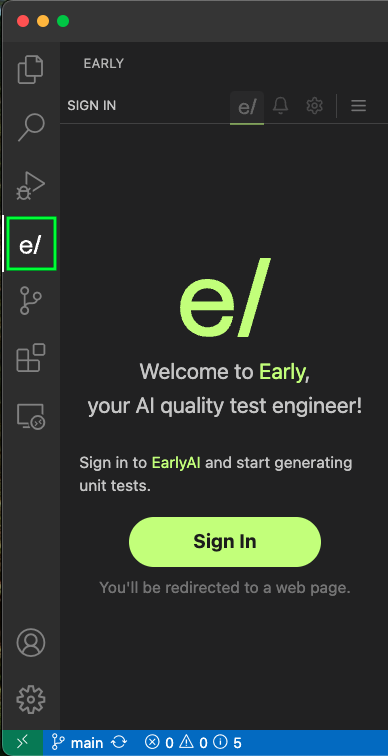 EARLY
SIGN IN
e/
e/
e/
Welcome to Early,
your AI quality test engineer!
Sign in to EarlyAI and start generating
unit tests.
Sign In
You'll be redirected to a web page.
main 0 0 5